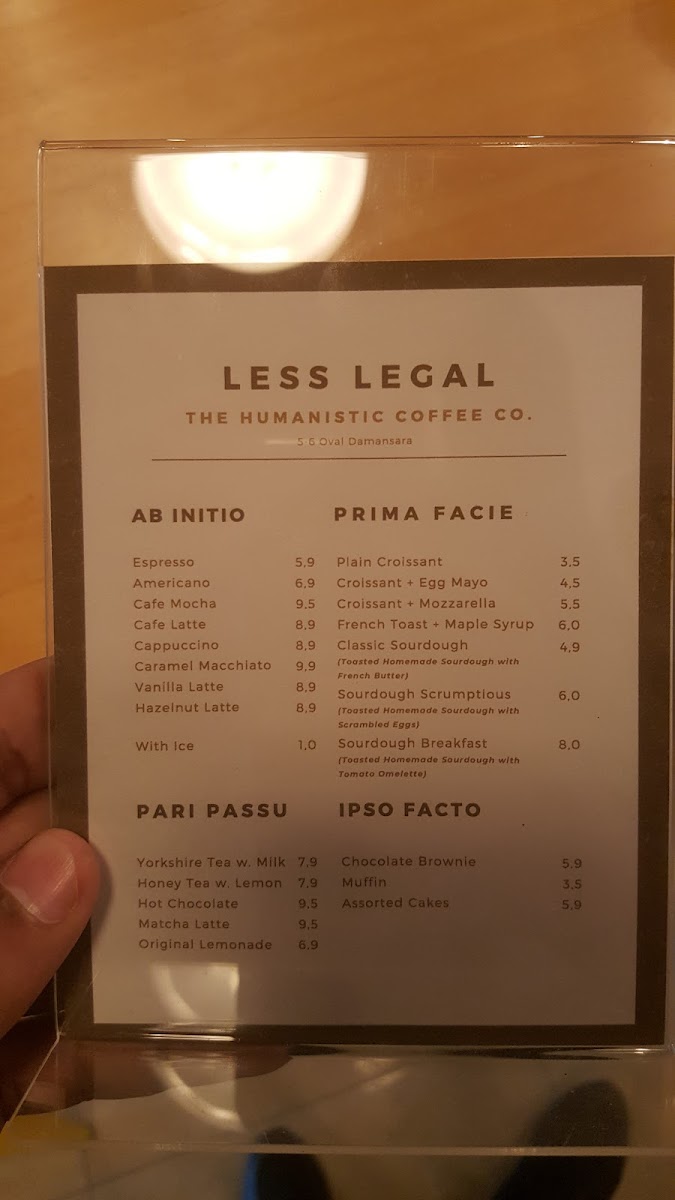 LESS LEGAL
THE HUMANISTIC COFFEE CO.
5-6 Oval Damansara
AB INITIO
Espresso 5,9
Americano 6,9
Cafe Mocha 9,5
Cafe Latte 8,9
Cappuccino 8,9
Caramel Macchiato 9,9
Vanilla Latte 8,9
Hazelnut Latte 8,9
With Ice 1,0
PRIMA FACIE
Plain Croissant 3,5
Croissant + Egg Mayo 4,5
Croissant + Mozzarella 5,5
French Toast + Maple Syrup 6,0
Classic Sourdough 4,9
(Toasted Homemade Sourdough with
French Butter)
Sourdough Scrumptious 6,0
(Toasted Homemade Sourdough with
Scrambled Eggs)
Sourdough Breakfast 8,0
(Toasted Homemade Sourdough with
Tomato Omelette)
PARI PASSU
Yorkshire Tea w. Milk 7,9
Honey Tea w. Lemon 7,9
Hot Chocolate 9,5
Matcha Latte 9,5
Original Lemonade 6,9
IPSO FACTO
Chocolate Brownie 5,9
Muffin 3,5
Assorted Cakes 5,9